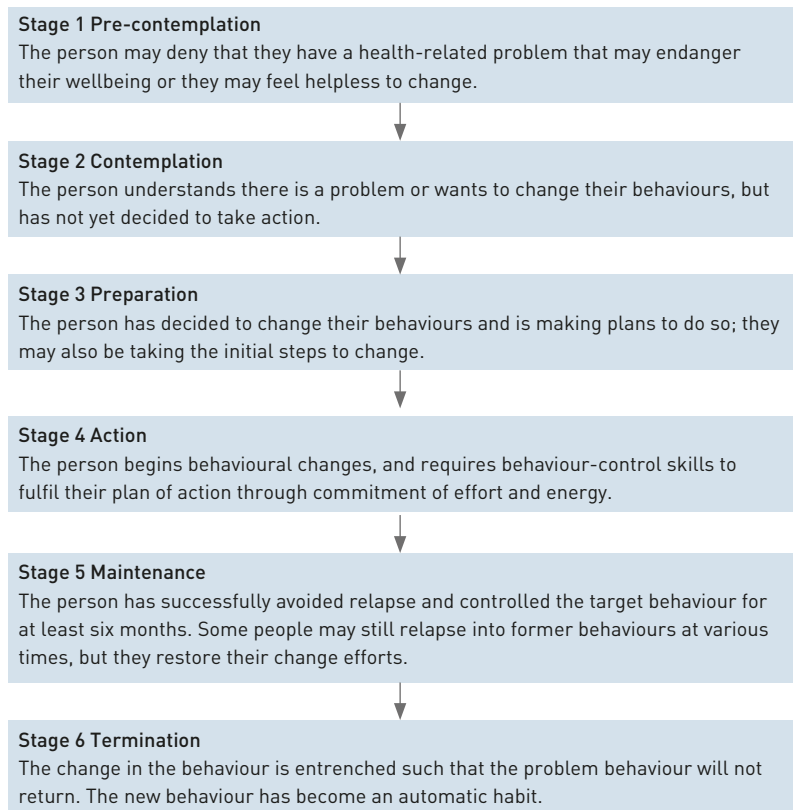 Stage 1 Pre-contemplation
The person may deny that they have a health-related problem that may endanger
their wellbeing or they may feel helpless to change.
Stage 2 Contemplation
The person understands there is a problem or wants to change their behaviours, but
has not yet decided to take action.
Stage 3 Preparation
The person has decided to change their behaviours and is making plans to do so; they
may also be taking the initial steps to change.
Stage 4 Action
The person begins behavioural changes, and requires behaviour-control skills to
fulfil their plan of action through commitment of effort and energy.
Stage 5 Maintenance
The person has successfully avoided relapse and controlled the target behaviour for
at least six months. Some people may still relapse into former behaviours at various
times, but they restore their change efforts.
Stage 6 Termination
The change in the behaviour is entrenched such that the problem behaviour will not
return. The new behaviour has become an automatic habit.